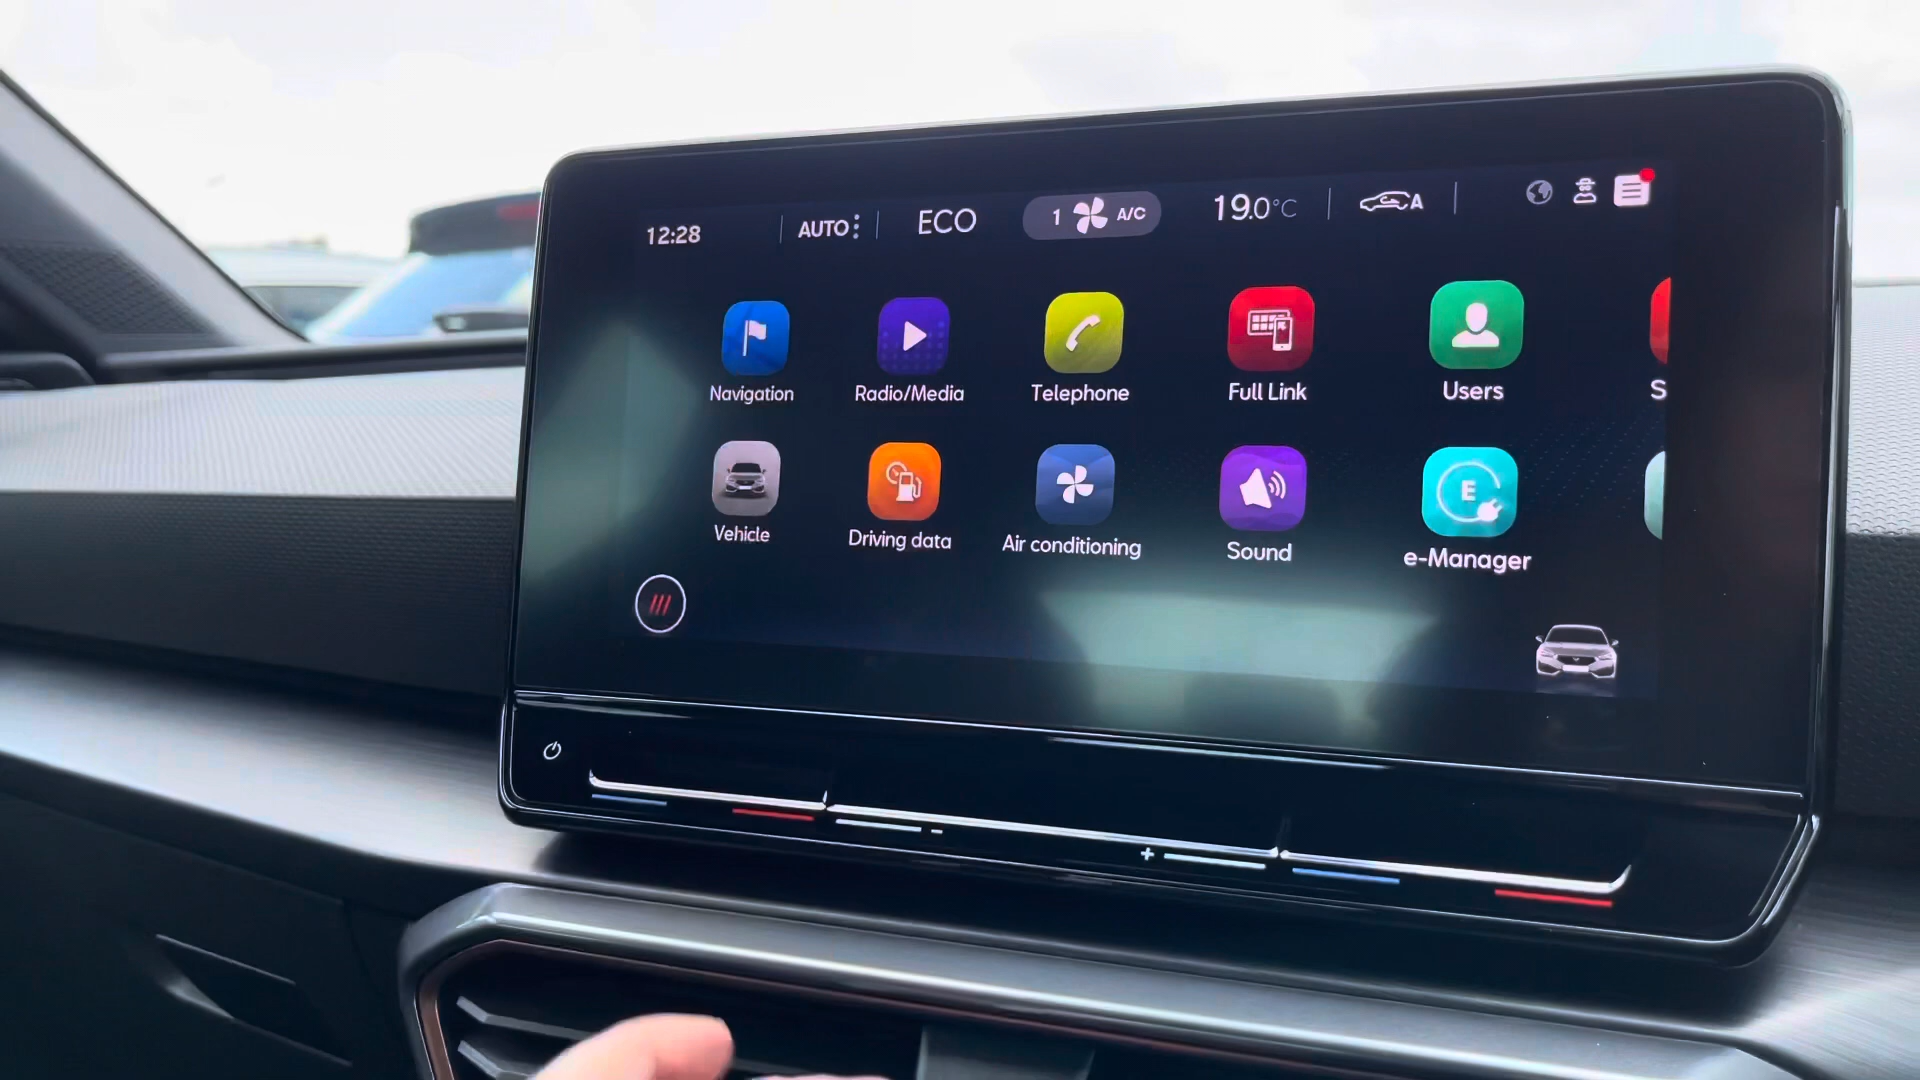 12:28
AUTO
ECO
1 A/C
19.0°C
A
Navigation
Radio/Media
Telephone
Full Link
Users
S
Vehicle
Driving data
Air conditioning
Sound
E
e-Manager
-
+